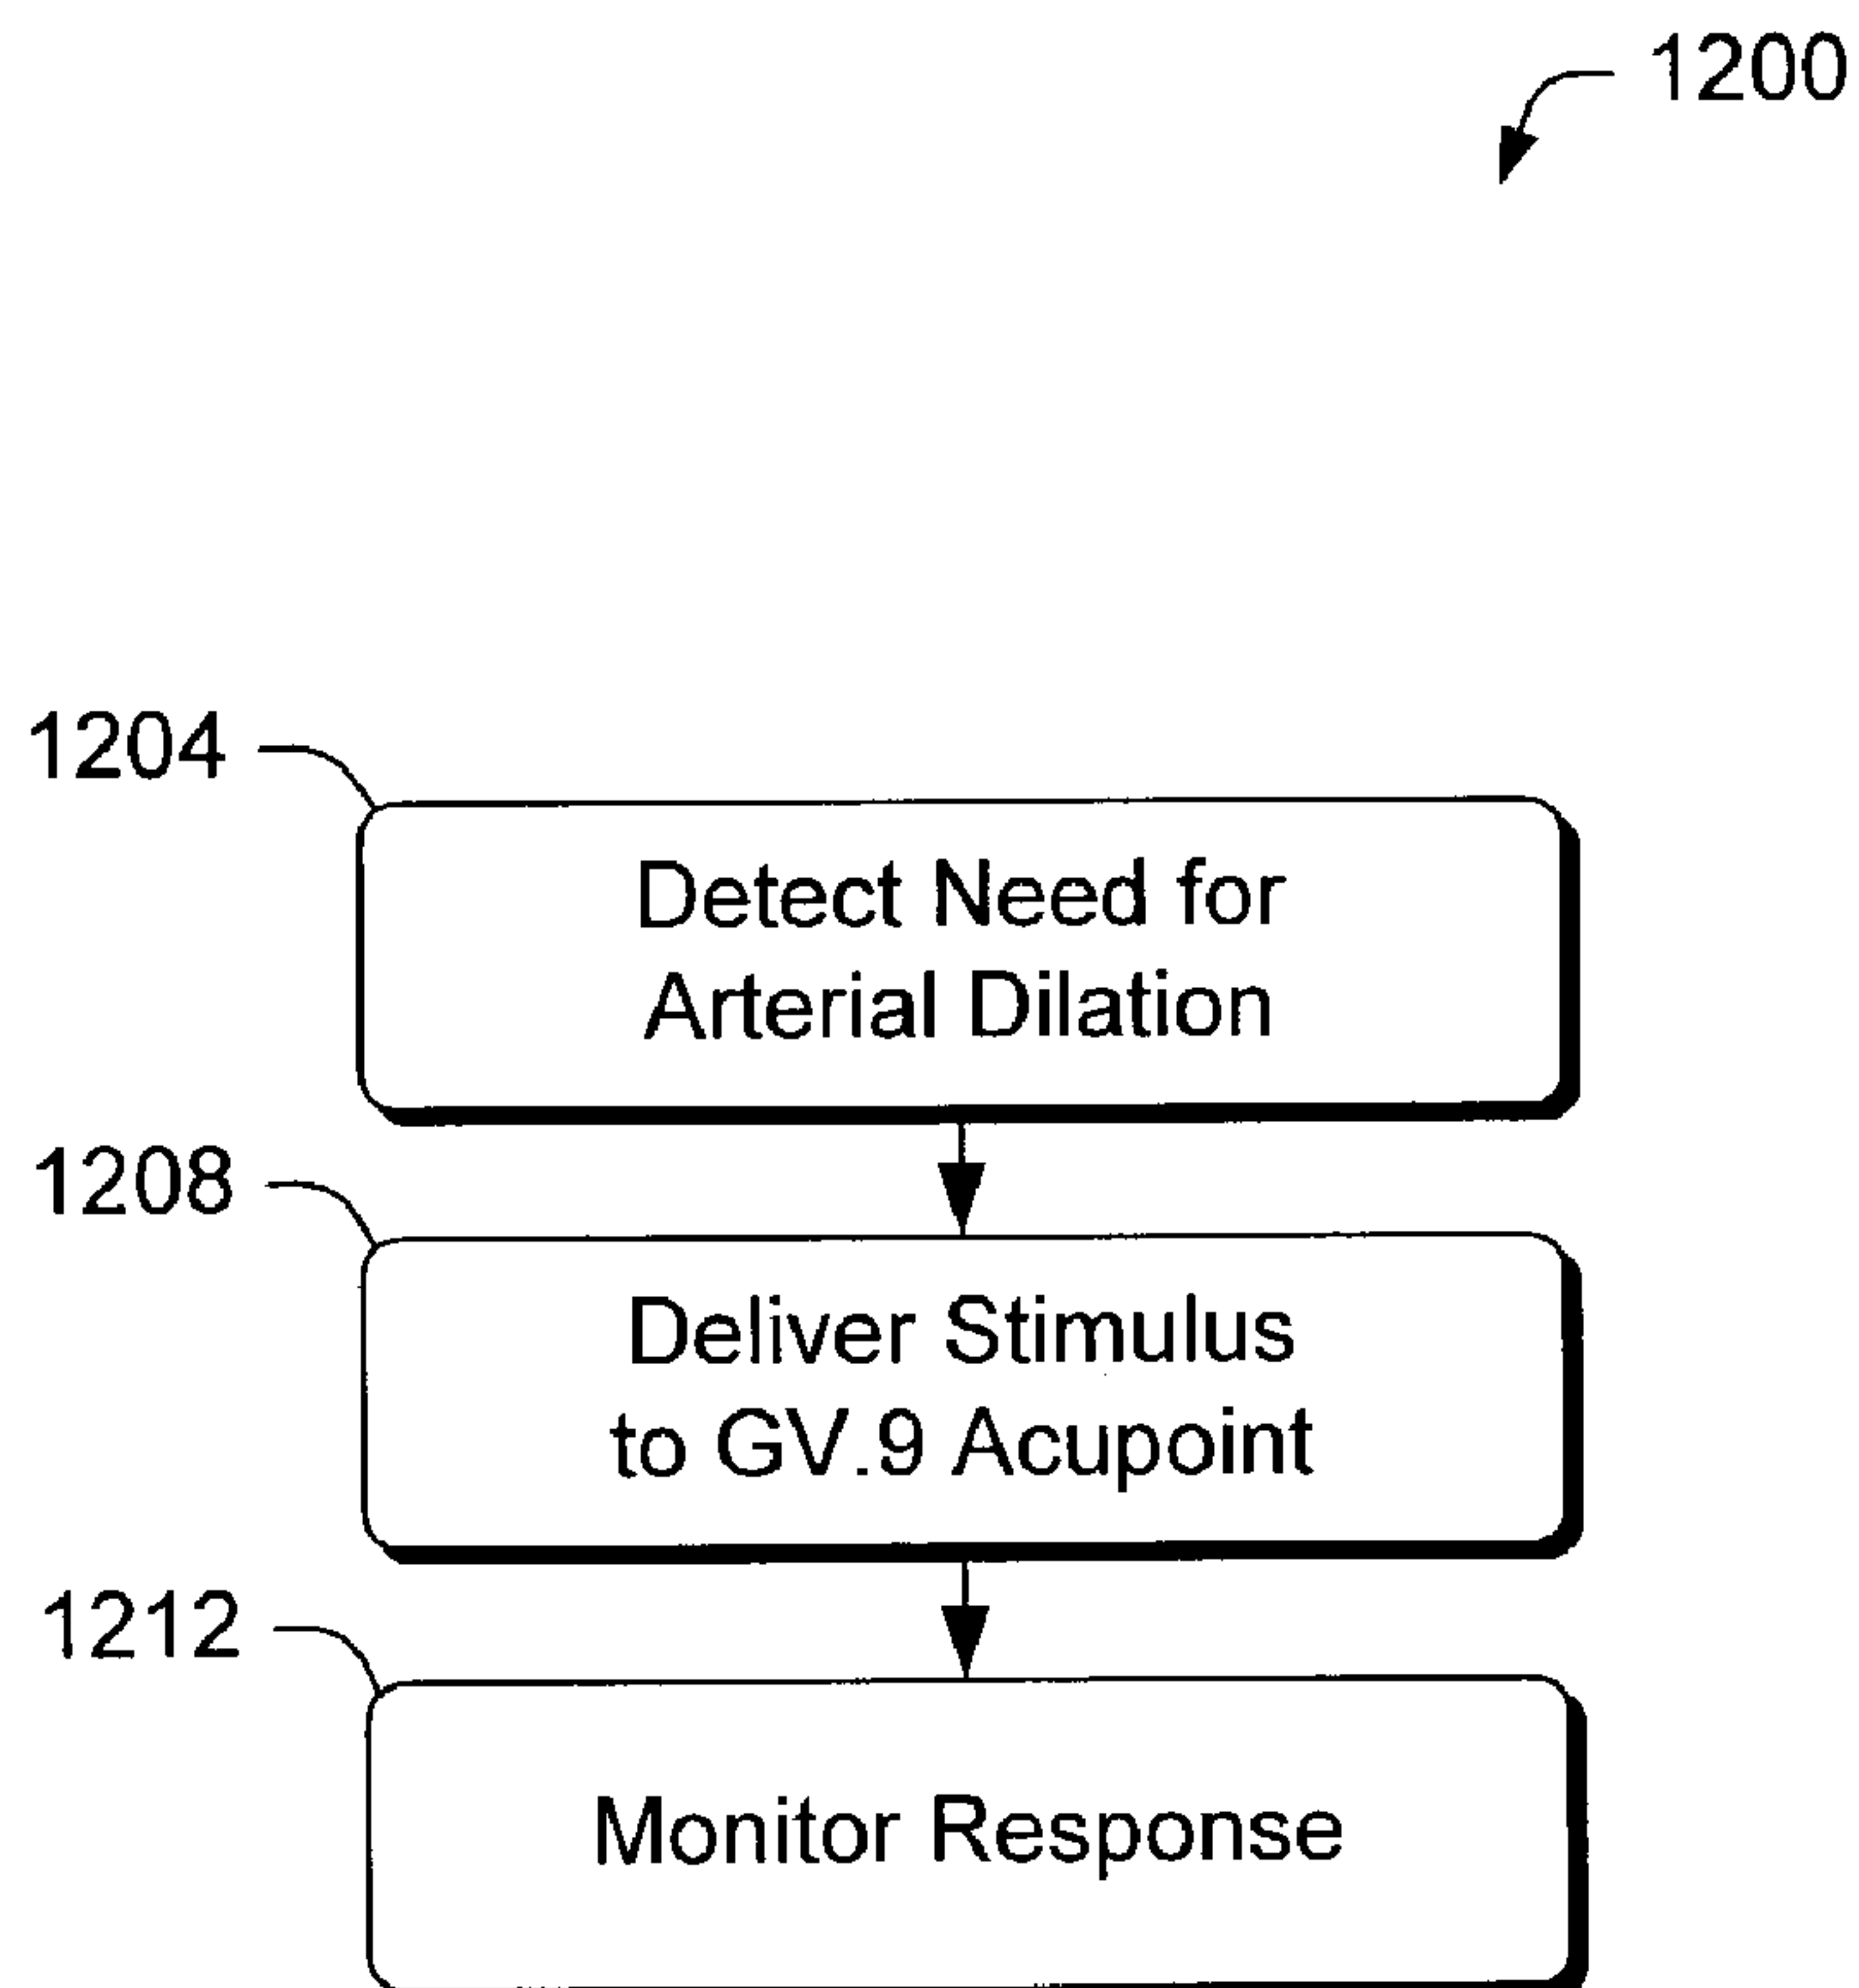 1200
1204
Detect Need for
Arterial Dilation
1208
Deliver Stimulus
to GV.9 Acupoint
1212
Monitor Response